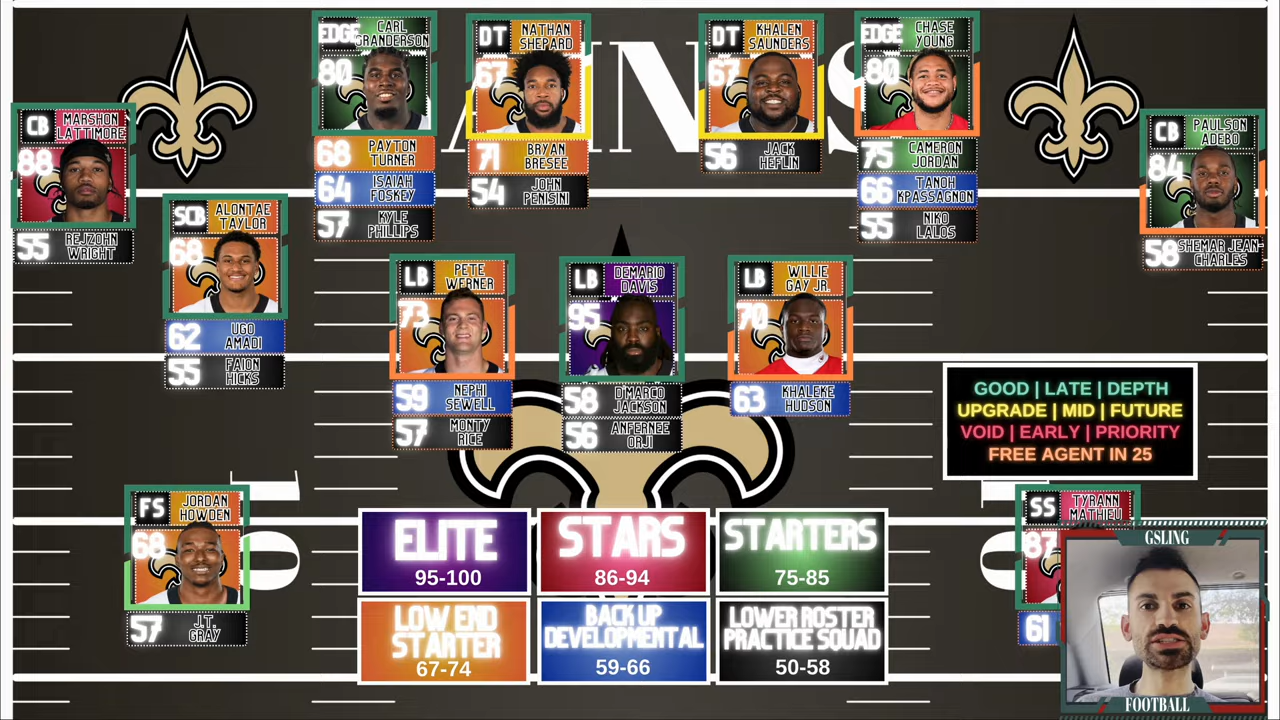 EDGE
CARL
GRANDERSON
80
PAYTON
68 TURNER
ISAIAH
64 FOSKEY
KYLE
57 PHILLIPS
DT
NATHAN
SHEPARD
67
BRYAN
71 BRESEE
JOHN
54 PENISINI
DT
KHALEN
SAUNDERS
67
JACK
56 HEFLIN
EDGE
CHASE
YOUNG
80
CAMERON
75 JORDAN
TANOH
66 KPASSAGNON
NIKO
55 LALOS
CB
MARSHON
LATTIMORE
88
REJZOHN
55 WRIGHT
SCB
ALONTAE
TAYLOR
68
UGO
62 AMADI
FAION
55 HICKS
CB
PAULSON
ADEBO
84
SHEMAR JEAN-
58 CHARLES
LB
PETE
WERNER
73
NEPHI
59 SEWELL
MONTY
57 RICE
LB
DEMARIO
DAVIS
95
D'MARCO
58 JACKSON
ANFERNEE
56 ORJI
LB
WILLIE
GAY JR.
70
KHALEKE
63 HUDSON
GOOD | LATE | DEPTH
UPGRADE | MID | FUTURE
VOID | EARLY | PRIORITY
FREE AGENT IN 25
FS
JORDAN
HOWDEN
68
J.T.
57 GRAY
SS
TYRANN
MATHIEU
87
61
ELITE
95-100
STARS
86-94
STARTERS
75-85
LOW END
STARTER
67-74
BACK UP
DEVELOPMENTAL
59-66
LOWER ROSTER
PRACTICE SQUAD
50-58
GSLING
FOOTBALL